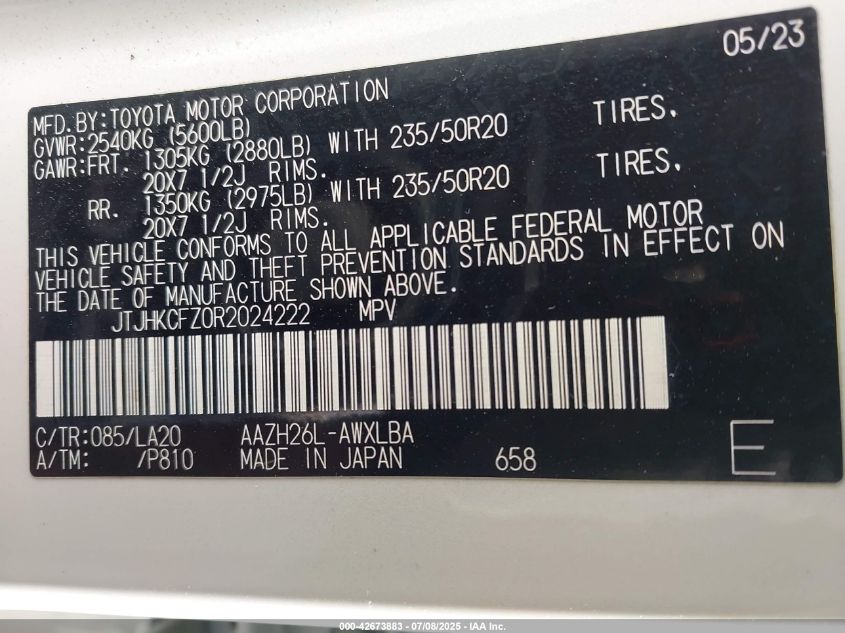 05/23
MFD.BY:TOYOTA MOTOR CORPORATION
GVWR:2540KG (5600LB)
GAWR:FRT. 1305KG (2880LB) WITH 235/50R20 TIRES.
20X7 1/2J RIMS.
RR. 1350KG (2975LB) WITH 235/50R20 TIRES.
20X7 1/2J RIMS.
THIS VEHICLE CONFORMS TO ALL APPLICABLE FEDERAL MOTOR
VEHICLE SAFETY AND THEFT PREVENTION STANDARDS IN EFFECT ON
THE DATE OF MANUFACTURE SHOWN ABOVE.
JTJHKCFZ0R2024222 MPV
C/TR:085/LA20 AAZH26L-AWXLBA
A/TM: /P810 MADE IN JAPAN 658
E
000-42673883 - 07/08/2025 - IAA Inc.